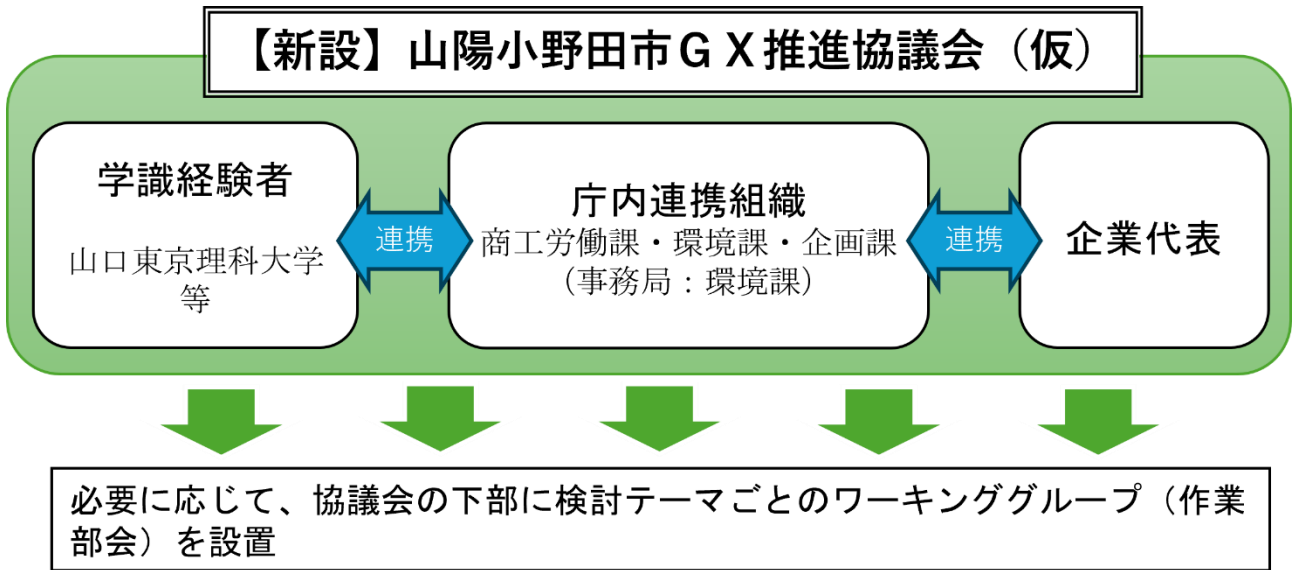 【新設】山陽小野田市ＧＸ推進協議会（仮）
学識経験者
山口東京理科大学
等
連携
庁内連携組織
商工労働課・環境課・企画課
（事務局：環境課）
連携
企業代表
必要に応じて、協議会の下部に検討テーマごとのワーキンググループ（作業
部会）を設置